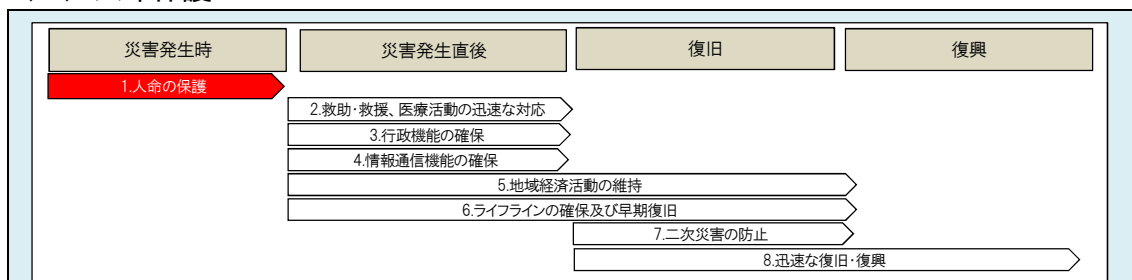 災害発生時
災害発生直後
復旧
復興
1.人命の保護
2.救助・救援、医療活動の迅速な対応
3.行政機能の確保
4.情報通信機能の確保
5.地域経済活動の維持
6.ライフラインの確保及び早期復旧
7.二次災害の防止
8.迅速な復旧・復興